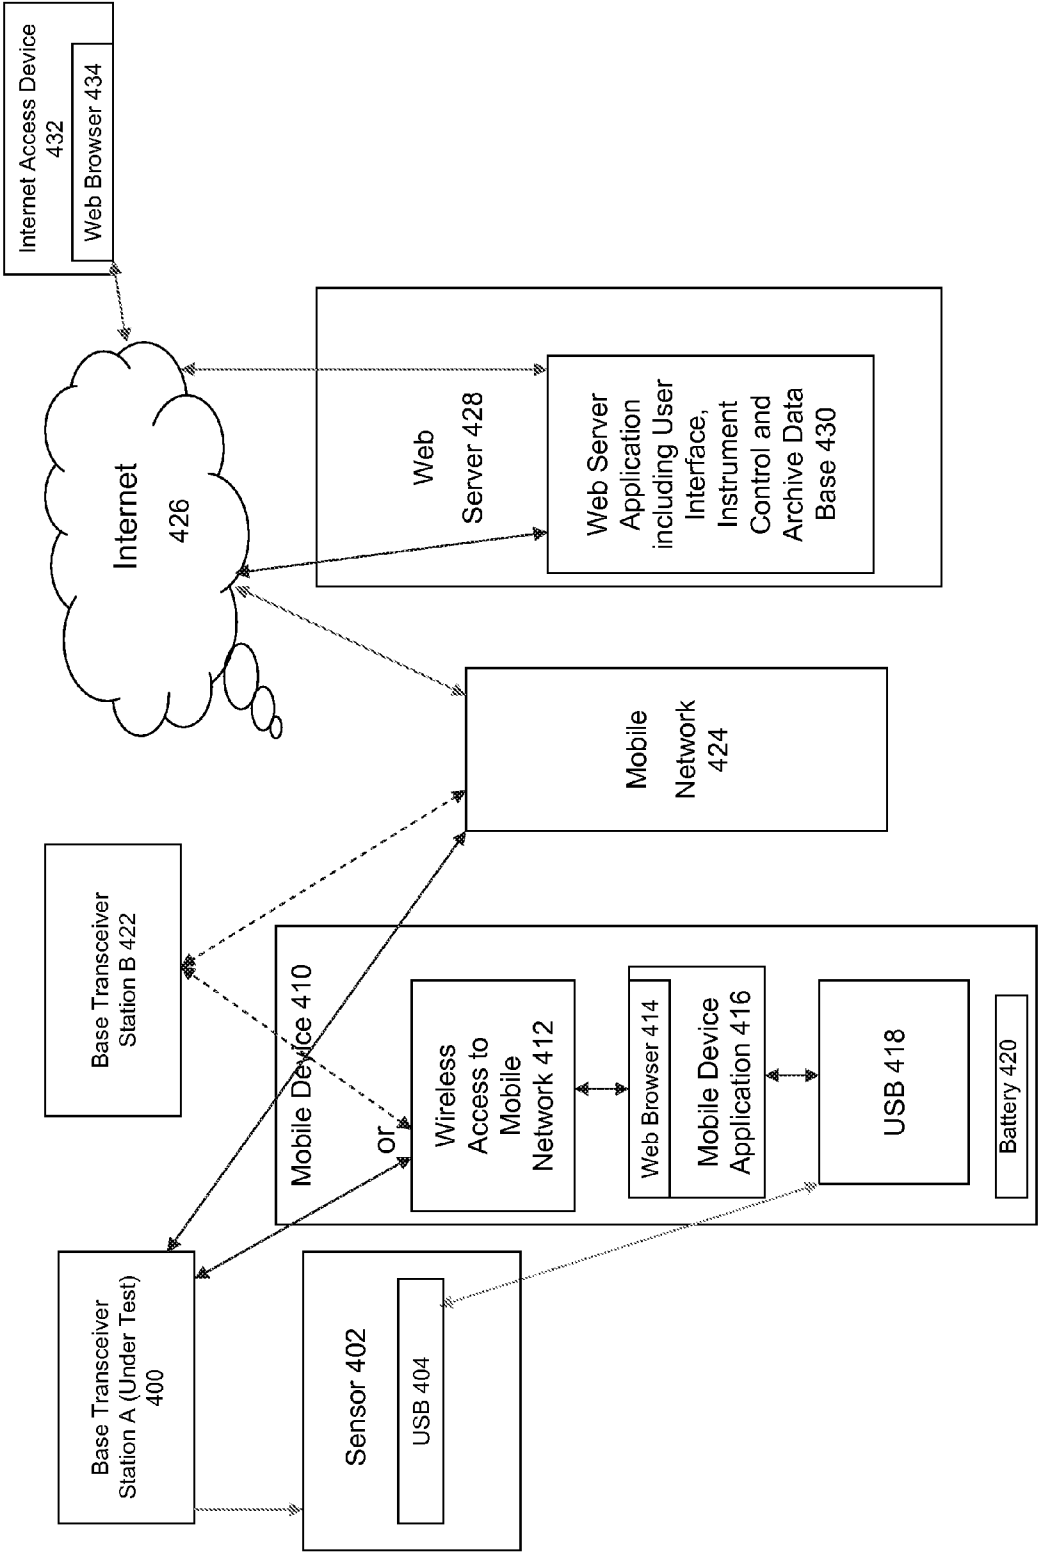 Base Transceiver
Station A (Under Test)
400
Sensor 402
USB 404
Base Transceiver
Station B 422
Mobile Device 410
or
Wireless
Access to
Mobile
Network 412
Web Browser 414
Mobile Device
Application 416
USB 418
Battery 420
Mobile
Network
424
Internet
426
Web
Server 428
Web Server
Application
including User
Interface,
Instrument
Control and
Archive Data
Base 430
Internet Access Device
432
Web Browser 434